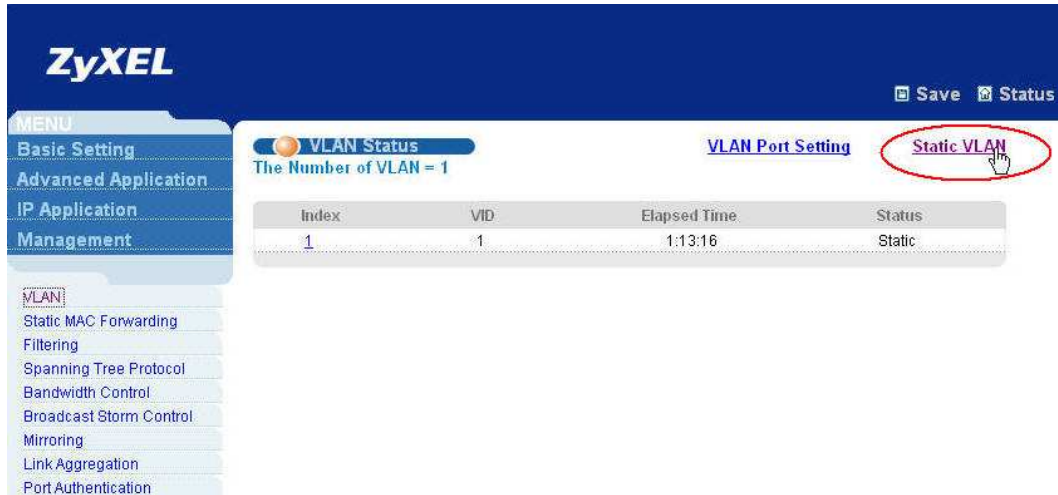 ZyXEL
Save Status
MENU
Basic Setting
Advanced Application
IP Application
Management
VLAN Status
The Number of VLAN = 1
VLAN Port Setting
Static VLAN
Index VID Elapsed Time Status
1 1 1:13:16 Static
VLAN
Static MAC Forwarding
Filtering
Spanning Tree Protocol
Bandwidth Control
Broadcast Storm Control
Mirroring
Link Aggregation
Port Authentication